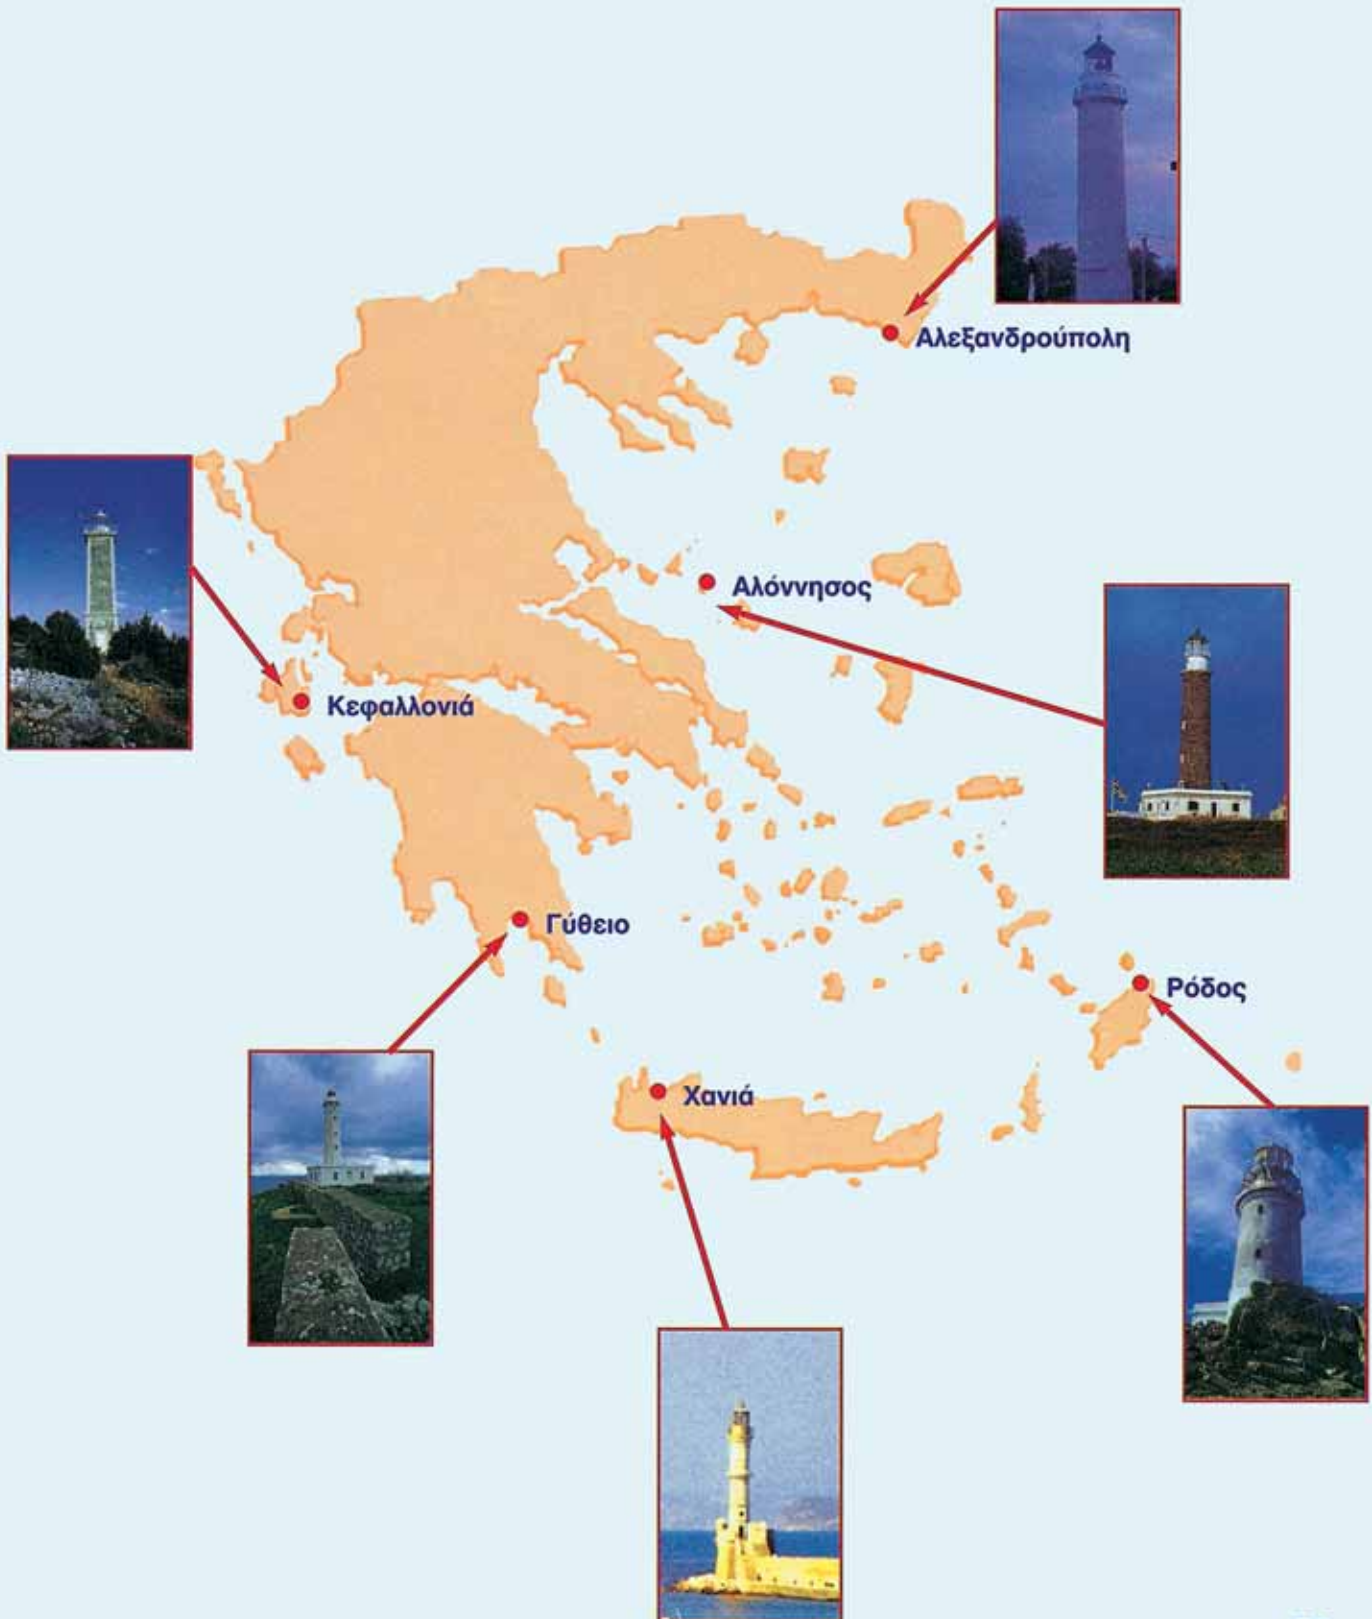 Αλεξανδρούπολη
Αλόννησος
Κεφαλλονιά
Γύθειο
Ρόδος
Χανιά